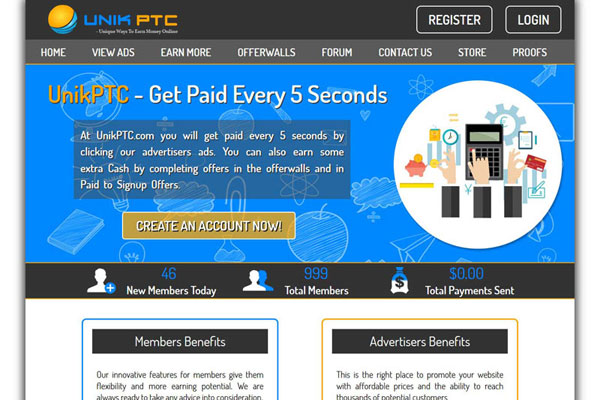 UNIK PTC
- Unique Ways To Earn Money Online
REGISTER
LOGIN
HOME VIEW ADS EARN MORE OFFERWALLS FORUM CONTACT US STORE PROOFS
UnikPTC - Get Paid Every 5 Seconds
At UnikPTC.com you will get paid every 5 seconds by
clicking our advertisers ads. You can also earn some
extra Cash by completing offers in the offerwalls and in
Paid to Signup Offers.
CREATE AN ACCOUNT NOW!
46
New Members Today
999
Total Members
$0.00
Total Payments Sent
Members Benefits
Our innovative features for members give them
flexibility and more earning potential. We are
always ready to take any advice into consideration.
Advertisers Benefits
This is the right place to promote your website
with affordable prices and the ability to reach
thousands of potential customers.